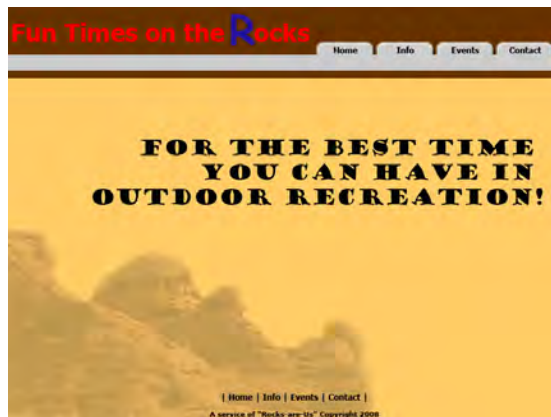 Fun Times on the Rocks
Home Info Events Contact
FOR THE BEST TIME
YOU CAN HAVE IN
OUTDOOR RECREATION!
| Home | Info | Events | Contact |
A service of "Rocks-are-Us" Copyright 2008